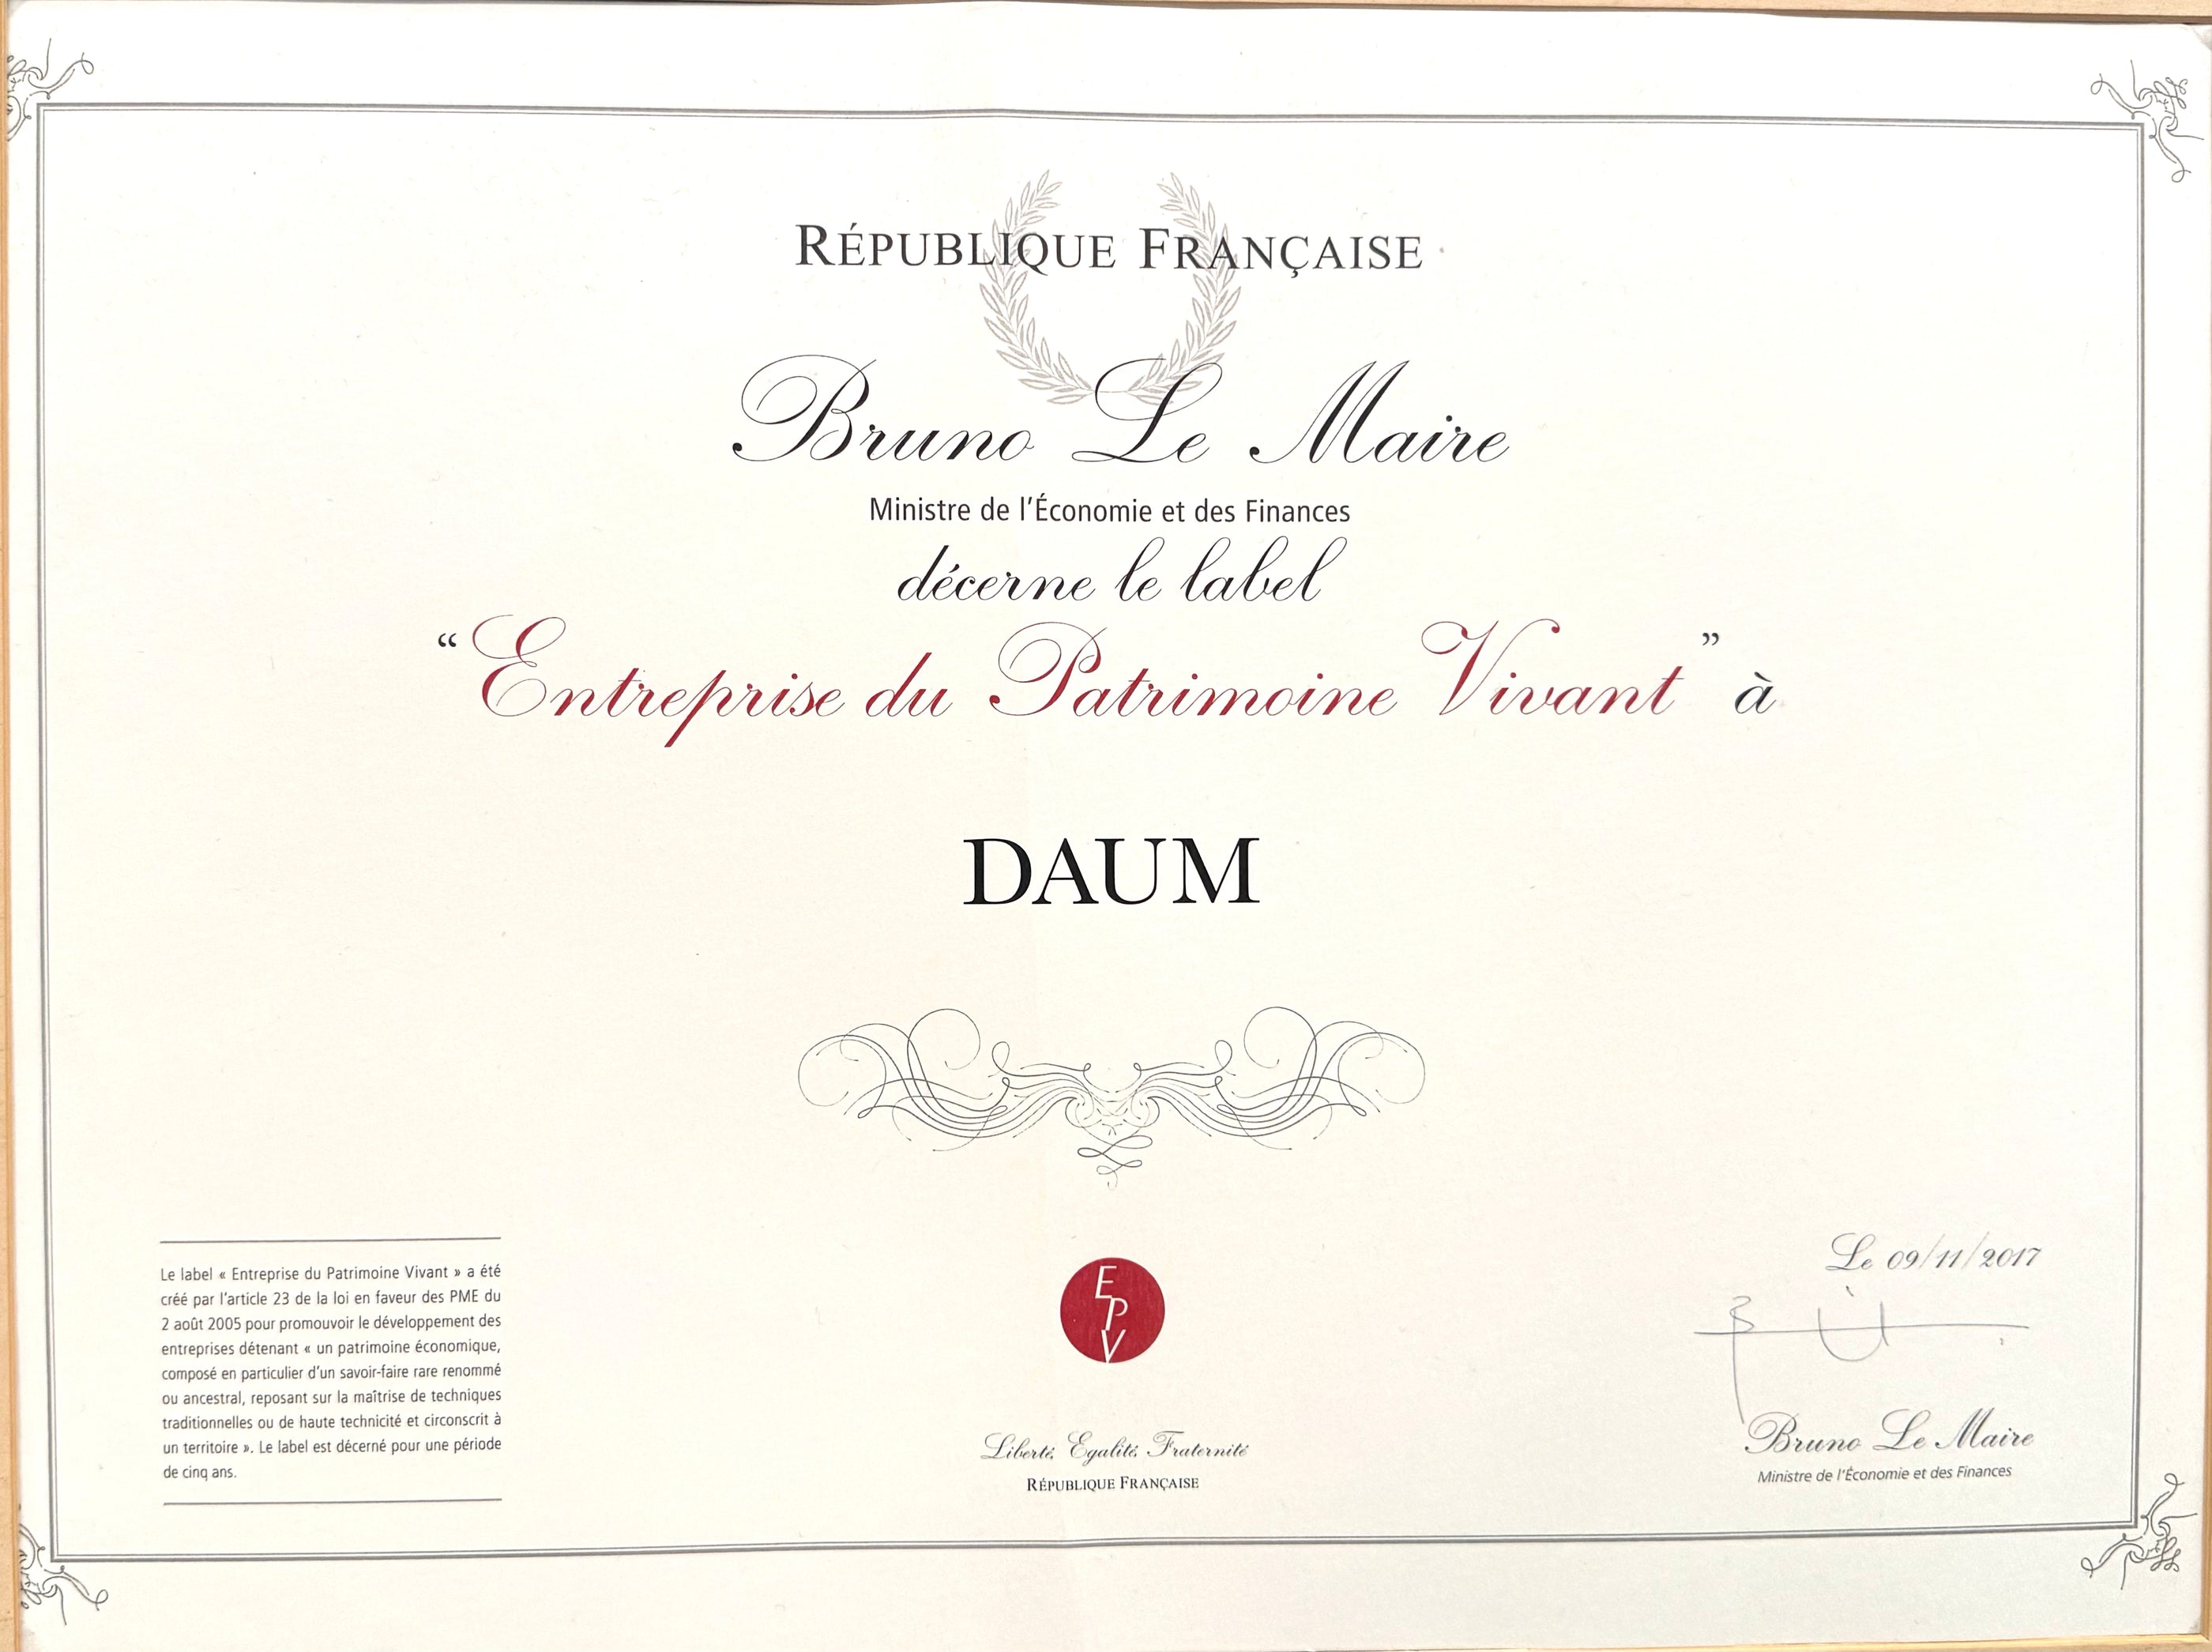 RÉPUBLIQUE FRANÇAISE
Bruno Le Maire
Ministre de l'Économie et des Finances
décerne le label
“Entreprise du Patrimoine Vivant” à
DAUM
Le label « Entreprise du Patrimoine Vivant » a été
créé par l'article 23 de la loi en faveur des PME du
2 août 2005 pour promouvoir le développement des
entreprises détenant « un patrimoine économique,
composé en particulier d'un savoir-faire rare renommé
ou ancestral, reposant sur la maîtrise de techniques
traditionnelles ou de haute technicité et circonscrit à
un territoire ». Le label est décerné pour une période
de cinq ans.
EPV
Liberté, Egalité, Fraternité
RÉPUBLIQUE FRANÇAISE
Le 09/11/2017
Bruno Le Maire
Ministre de l'Économie et des Finances